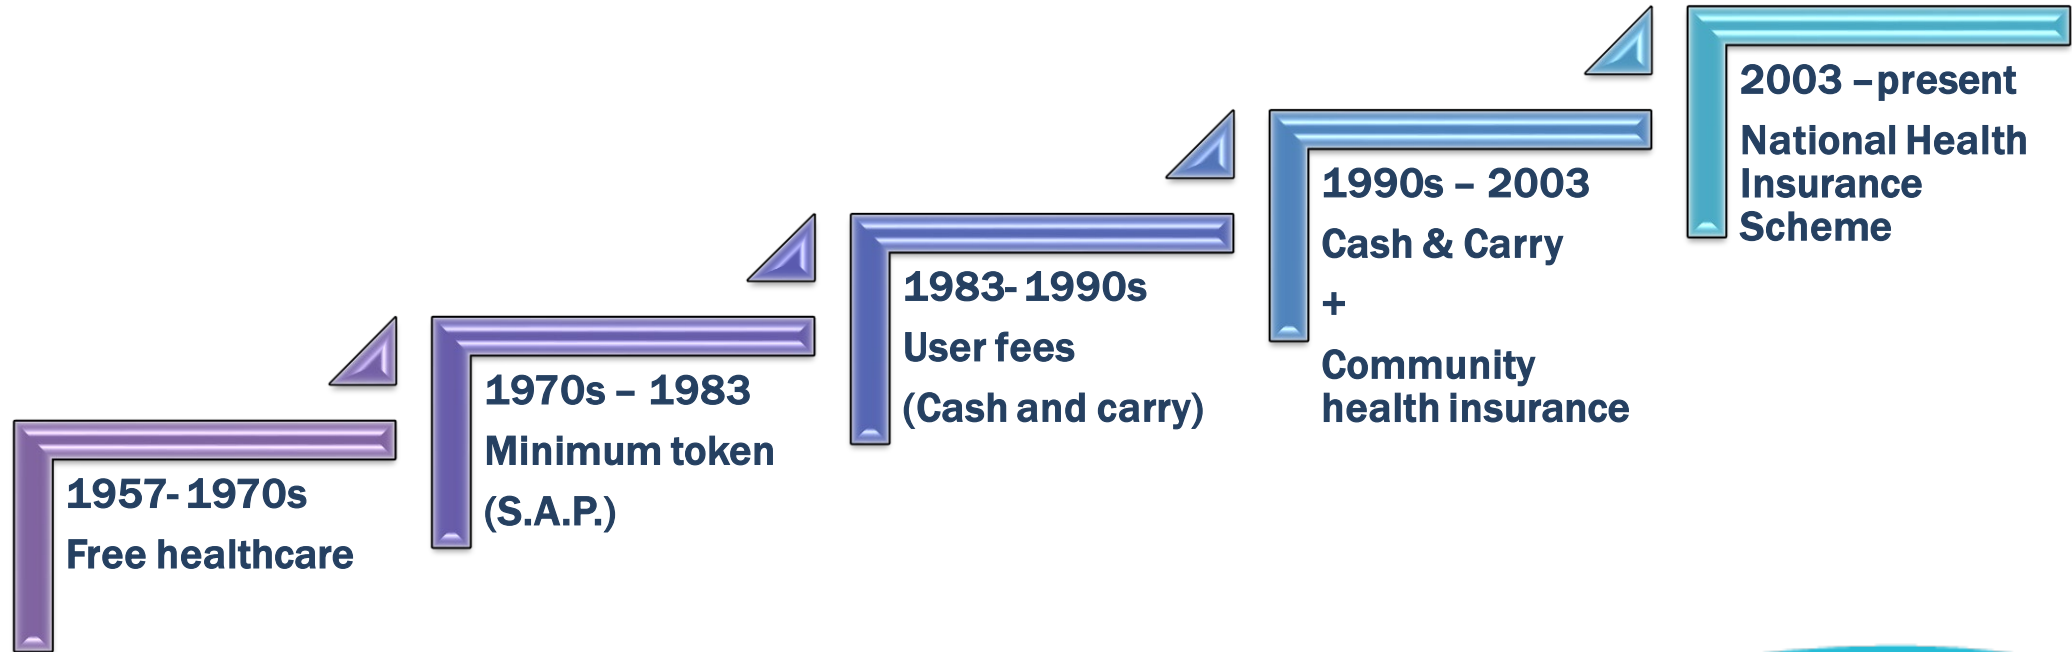 1957- 1970s
Free healthcare
1970s – 1983
Minimum token
(S.A.P.)
1983- 1990s
User fees
(Cash and carry)
1990s – 2003
Cash & Carry
+
Community
health insurance
2003 –present
National Health
Insurance
Scheme